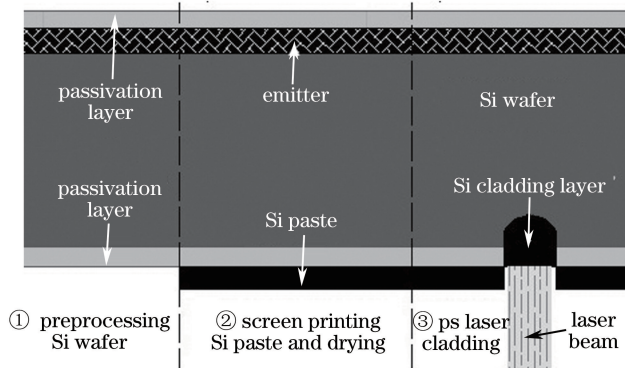 passivation
layer
emitter
Si wafer
passivation
layer
Si paste
Si cladding layer
① preprocessing
Si wafer
② screen printing
Si paste and drying
③ ps laser
cladding
laser
beam